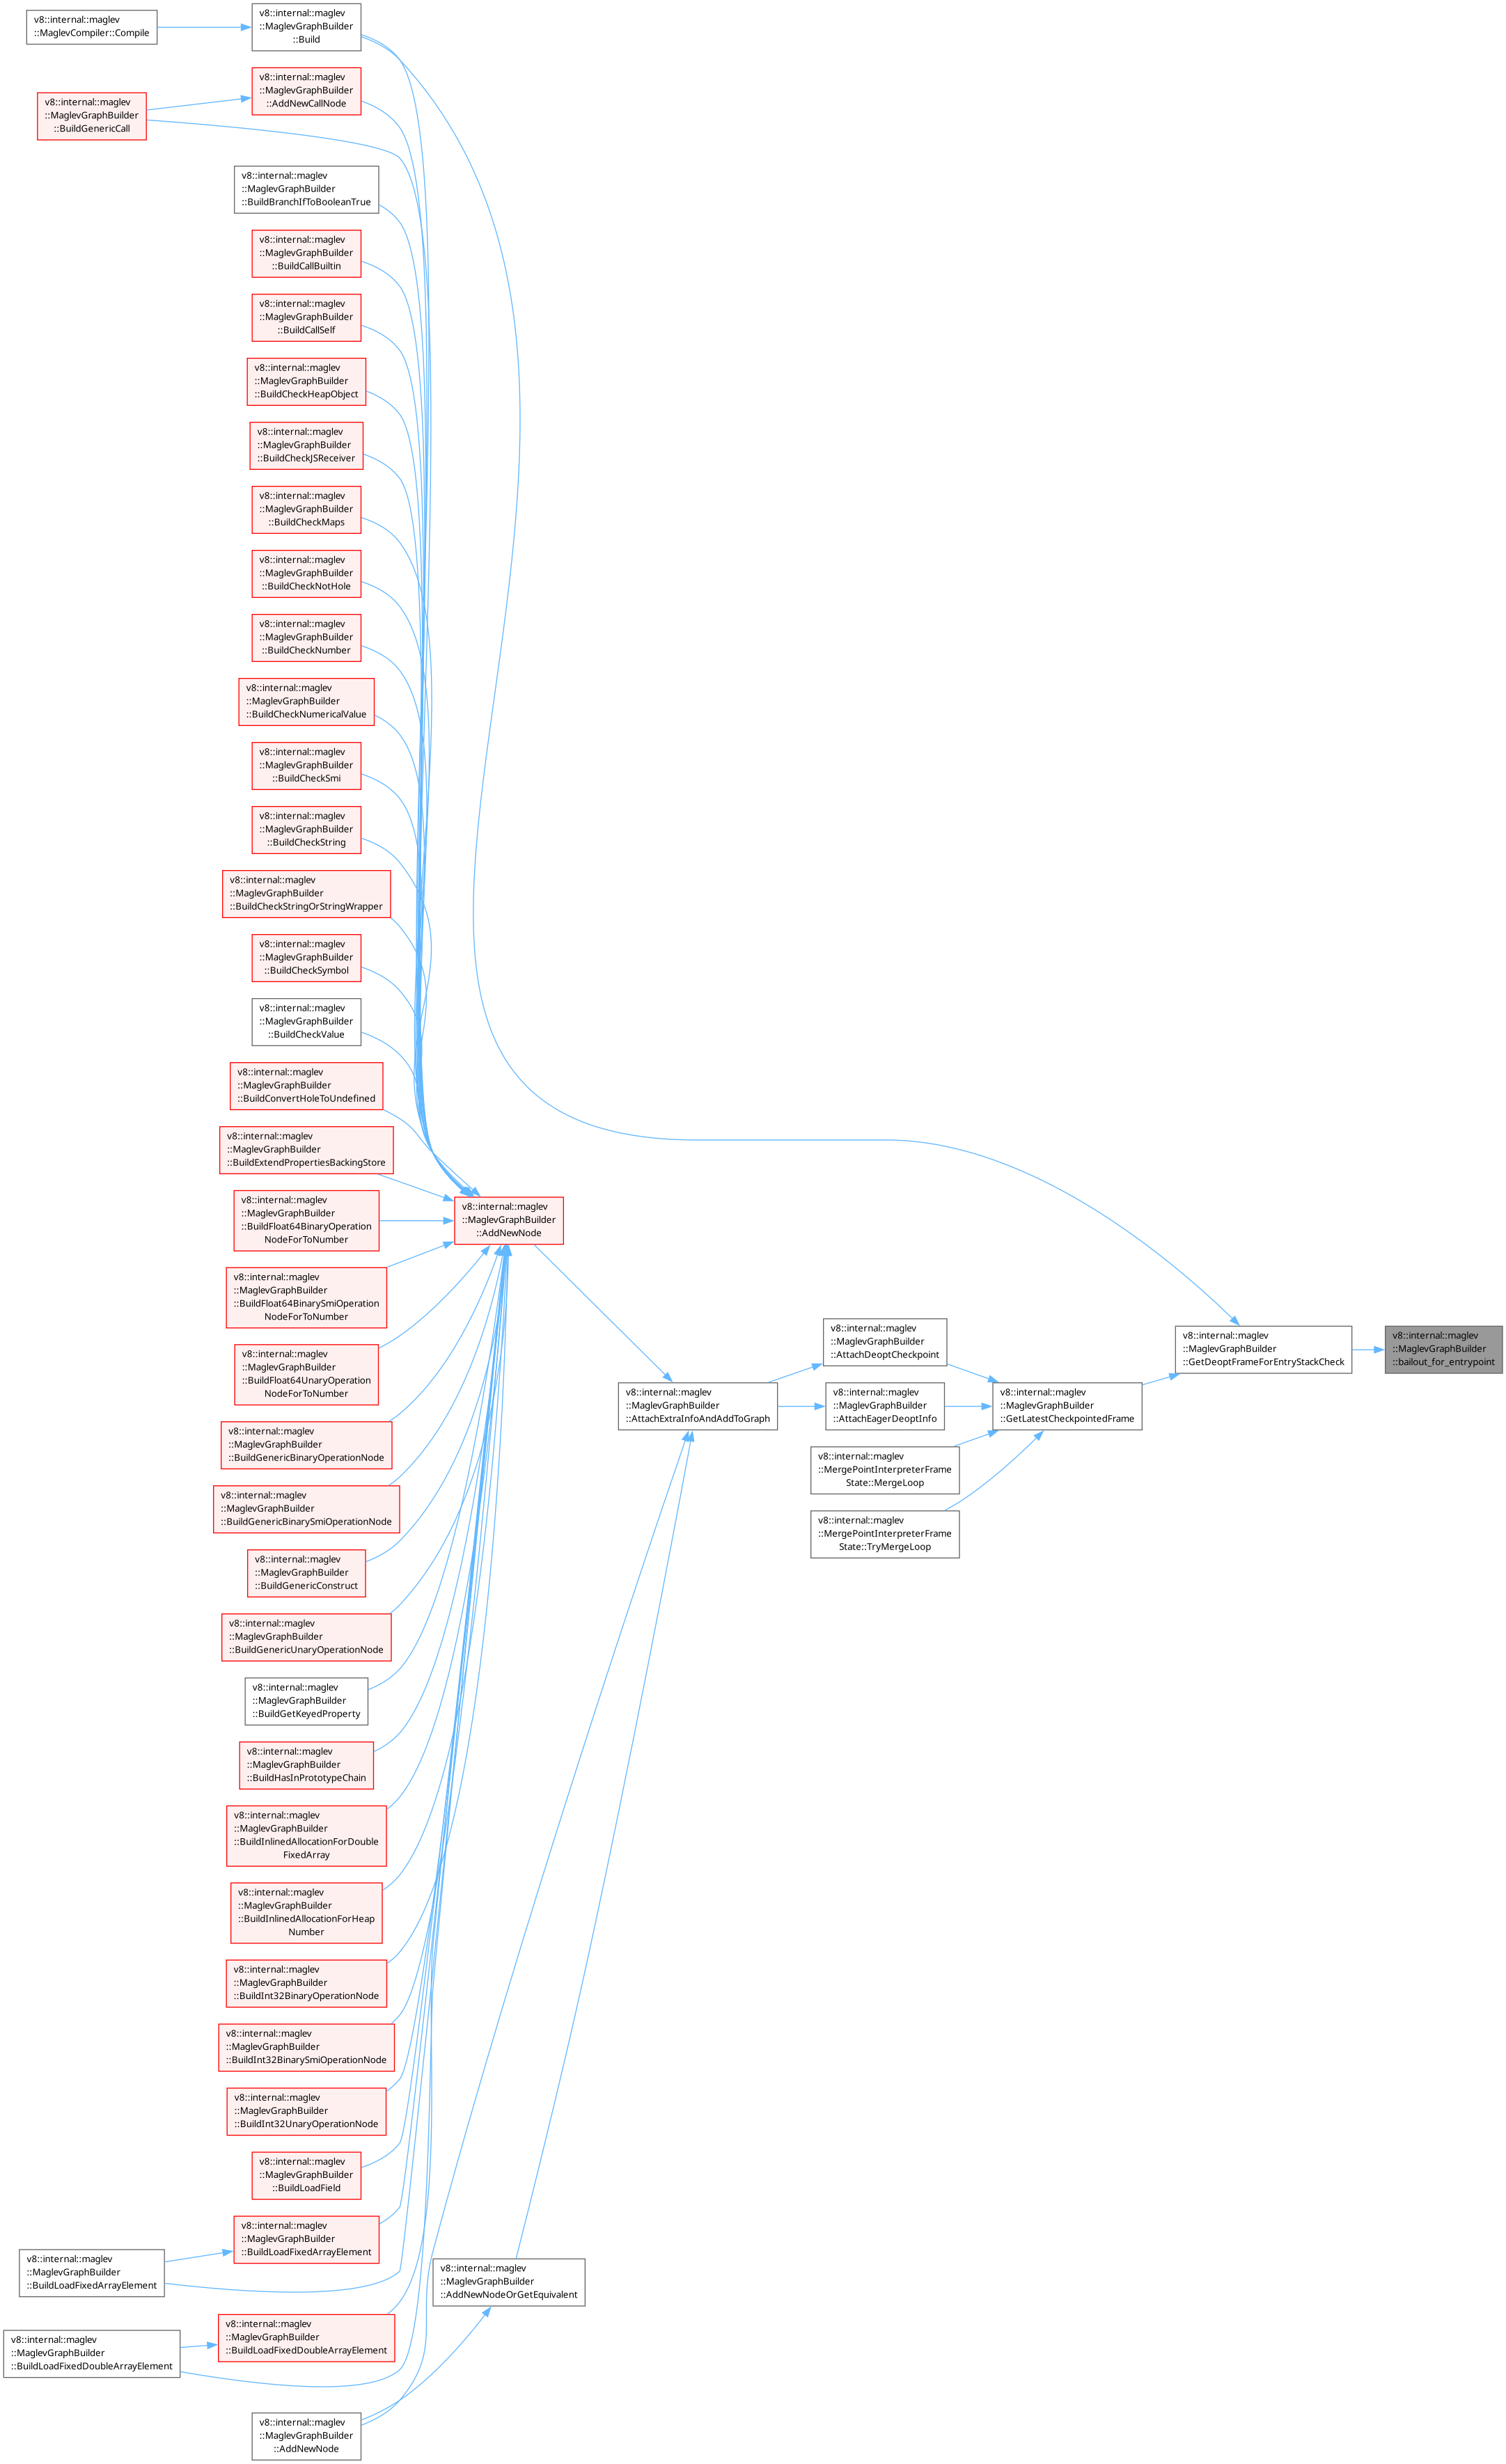 v8::internal::maglev
::MaglevCompiler::Compile
v8::internal::maglev
::MaglevGraphBuilder
::Build
v8::internal::maglev
::MaglevGraphBuilder
::AddNewCallNode
v8::internal::maglev
::MaglevGraphBuilder
::BuildGenericCall
v8::internal::maglev
::MaglevGraphBuilder
::BuildBranchIfToBooleanTrue
v8::internal::maglev
::MaglevGraphBuilder
::BuildCallBuiltin
v8::internal::maglev
::MaglevGraphBuilder
::BuildCallSelf
v8::internal::maglev
::MaglevGraphBuilder
::BuildCheckHeapObject
v8::internal::maglev
::MaglevGraphBuilder
::BuildCheckJSReceiver
v8::internal::maglev
::MaglevGraphBuilder
::BuildCheckMaps
v8::internal::maglev
::MaglevGraphBuilder
::BuildCheckNotHole
v8::internal::maglev
::MaglevGraphBuilder
::BuildCheckNumber
v8::internal::maglev
::MaglevGraphBuilder
::BuildCheckNumericalValue
v8::internal::maglev
::MaglevGraphBuilder
::BuildCheckSmi
v8::internal::maglev
::MaglevGraphBuilder
::BuildCheckString
v8::internal::maglev
::MaglevGraphBuilder
::BuildCheckStringOrStringWrapper
v8::internal::maglev
::MaglevGraphBuilder
::BuildCheckSymbol
v8::internal::maglev
::MaglevGraphBuilder
::BuildCheckValue
v8::internal::maglev
::MaglevGraphBuilder
::BuildConvertHoleToUndefined
v8::internal::maglev
::MaglevGraphBuilder
::BuildExtendPropertiesBackingStore
v8::internal::maglev
::MaglevGraphBuilder
::BuildFloat64BinaryOperation
NodeForToNumber
v8::internal::maglev
::MaglevGraphBuilder
::AddNewNode
v8::internal::maglev
::MaglevGraphBuilder
::BuildFloat64BinarySmiOperation
NodeForToNumber
v8::internal::maglev
::MaglevGraphBuilder
::BuildFloat64UnaryOperation
NodeForToNumber
v8::internal::maglev
::MaglevGraphBuilder
::AttachDeoptCheckpoint
v8::internal::maglev
::MaglevGraphBuilder
::GetDeoptFrameForEntryStackCheck
v8::internal::maglev
::MaglevGraphBuilder
::bailout_for_entrypoint
v8::internal::maglev
::MaglevGraphBuilder
::AttachExtraInfoAndAddToGraph
v8::internal::maglev
::MaglevGraphBuilder
::AttachEagerDeoptInfo
v8::internal::maglev
::MaglevGraphBuilder
::GetLatestCheckpointedFrame
v8::internal::maglev
::MaglevGraphBuilder
::BuildGenericBinaryOperationNode
v8::internal::maglev
::MergePointInterpreterFrame
State::MergeLoop
v8::internal::maglev
::MaglevGraphBuilder
::BuildGenericBinarySmiOperationNode
v8::internal::maglev
::MergePointInterpreterFrame
State::TryMergeLoop
v8::internal::maglev
::MaglevGraphBuilder
::BuildGenericConstruct
v8::internal::maglev
::MaglevGraphBuilder
::BuildGenericUnaryOperationNode
v8::internal::maglev
::MaglevGraphBuilder
::BuildGetKeyedProperty
v8::internal::maglev
::MaglevGraphBuilder
::BuildHasInPrototypeChain
v8::internal::maglev
::MaglevGraphBuilder
::BuildInlinedAllocationForDouble
FixedArray
v8::internal::maglev
::MaglevGraphBuilder
::BuildInlinedAllocationForHeap
Number
v8::internal::maglev
::MaglevGraphBuilder
::BuildInt32BinaryOperationNode
v8::internal::maglev
::MaglevGraphBuilder
::BuildInt32BinarySmiOperationNode
v8::internal::maglev
::MaglevGraphBuilder
::BuildInt32UnaryOperationNode
v8::internal::maglev
::MaglevGraphBuilder
::BuildLoadField
v8::internal::maglev
::MaglevGraphBuilder
::BuildLoadFixedArrayElement
v8::internal::maglev
::MaglevGraphBuilder
::BuildLoadFixedArrayElement
v8::internal::maglev
::MaglevGraphBuilder
::AddNewNodeOrGetEquivalent
v8::internal::maglev
::MaglevGraphBuilder
::BuildLoadFixedDoubleArrayElement
v8::internal::maglev
::MaglevGraphBuilder
::BuildLoadFixedDoubleArrayElement
v8::internal::maglev
::MaglevGraphBuilder
::AddNewNode